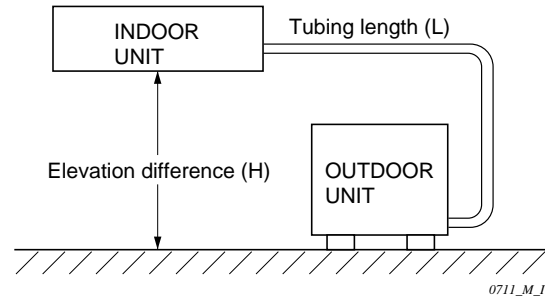 INDOOR
UNIT
Tubing length (L)
Elevation difference (H)
OUTDOOR
UNIT
0711_M_I